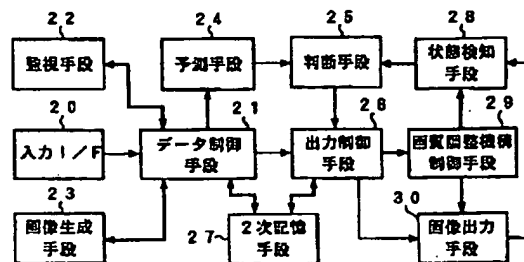 22
監視手段
24
予測手段
25
判断手段
28
状態検知
手段
20
入力I/F
21
データ制御
手段
26
出力制御
手段
29
画質調整機構
制御手段
23
画像生成手段
27
2次記憶
手段
30
画像出力
手段